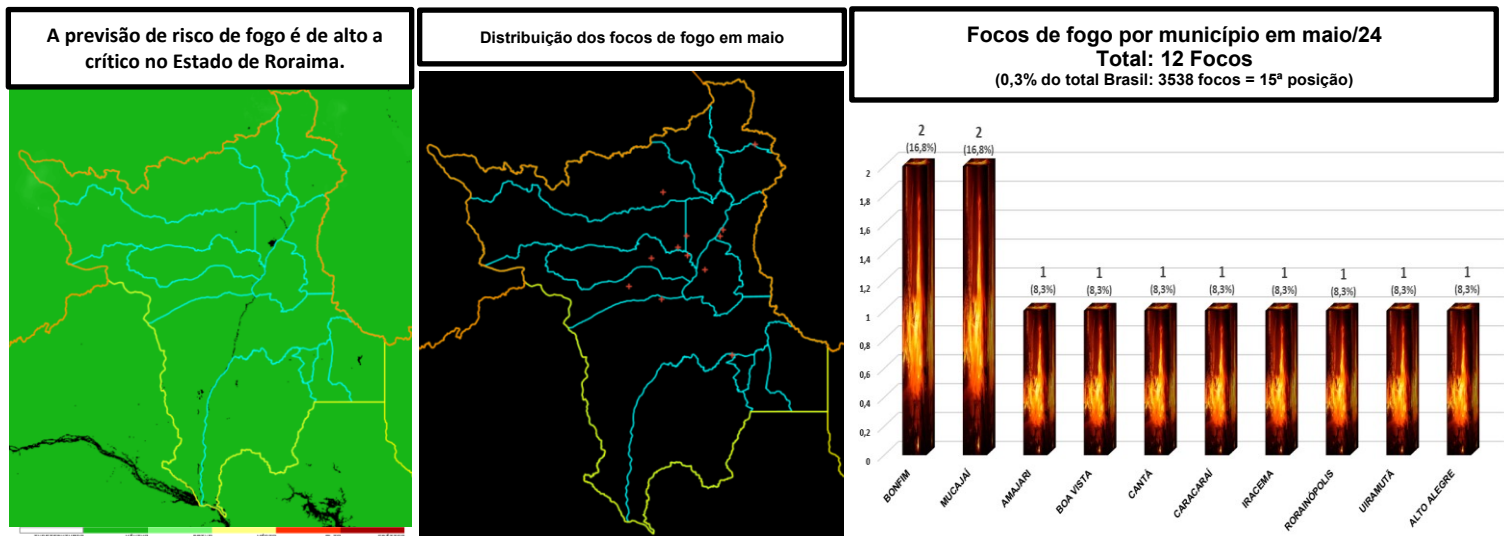 A previsão de risco de fogo é de alto a
crítico no Estado de Roraima.
Distribuição dos focos de fogo em maio
Focos de fogo por município em maio/24
Total: 12 Focos
(0,3% do total Brasil: 3538 focos = 15ª posição)
2
(16,8%)
2
(16,8%)
1
(8,3%)
1
(8,3%)
1
(8,3%)
1
(8,3%)
1
(8,3%)
1
(8,3%)
1
(8,3%)
1
(8,3%)
2
1,8
1,6
1,4
1,2
1
0,8
0,6
0,4
0,2
0
BONFIM
MUCAJAÍ
AMAJARI
BOA VISTA
CANTÁ
CARACARAÍ
IRACEMA
RORAINÓPOLIS
UIRAMUTÃ
ALTO ALEGRE